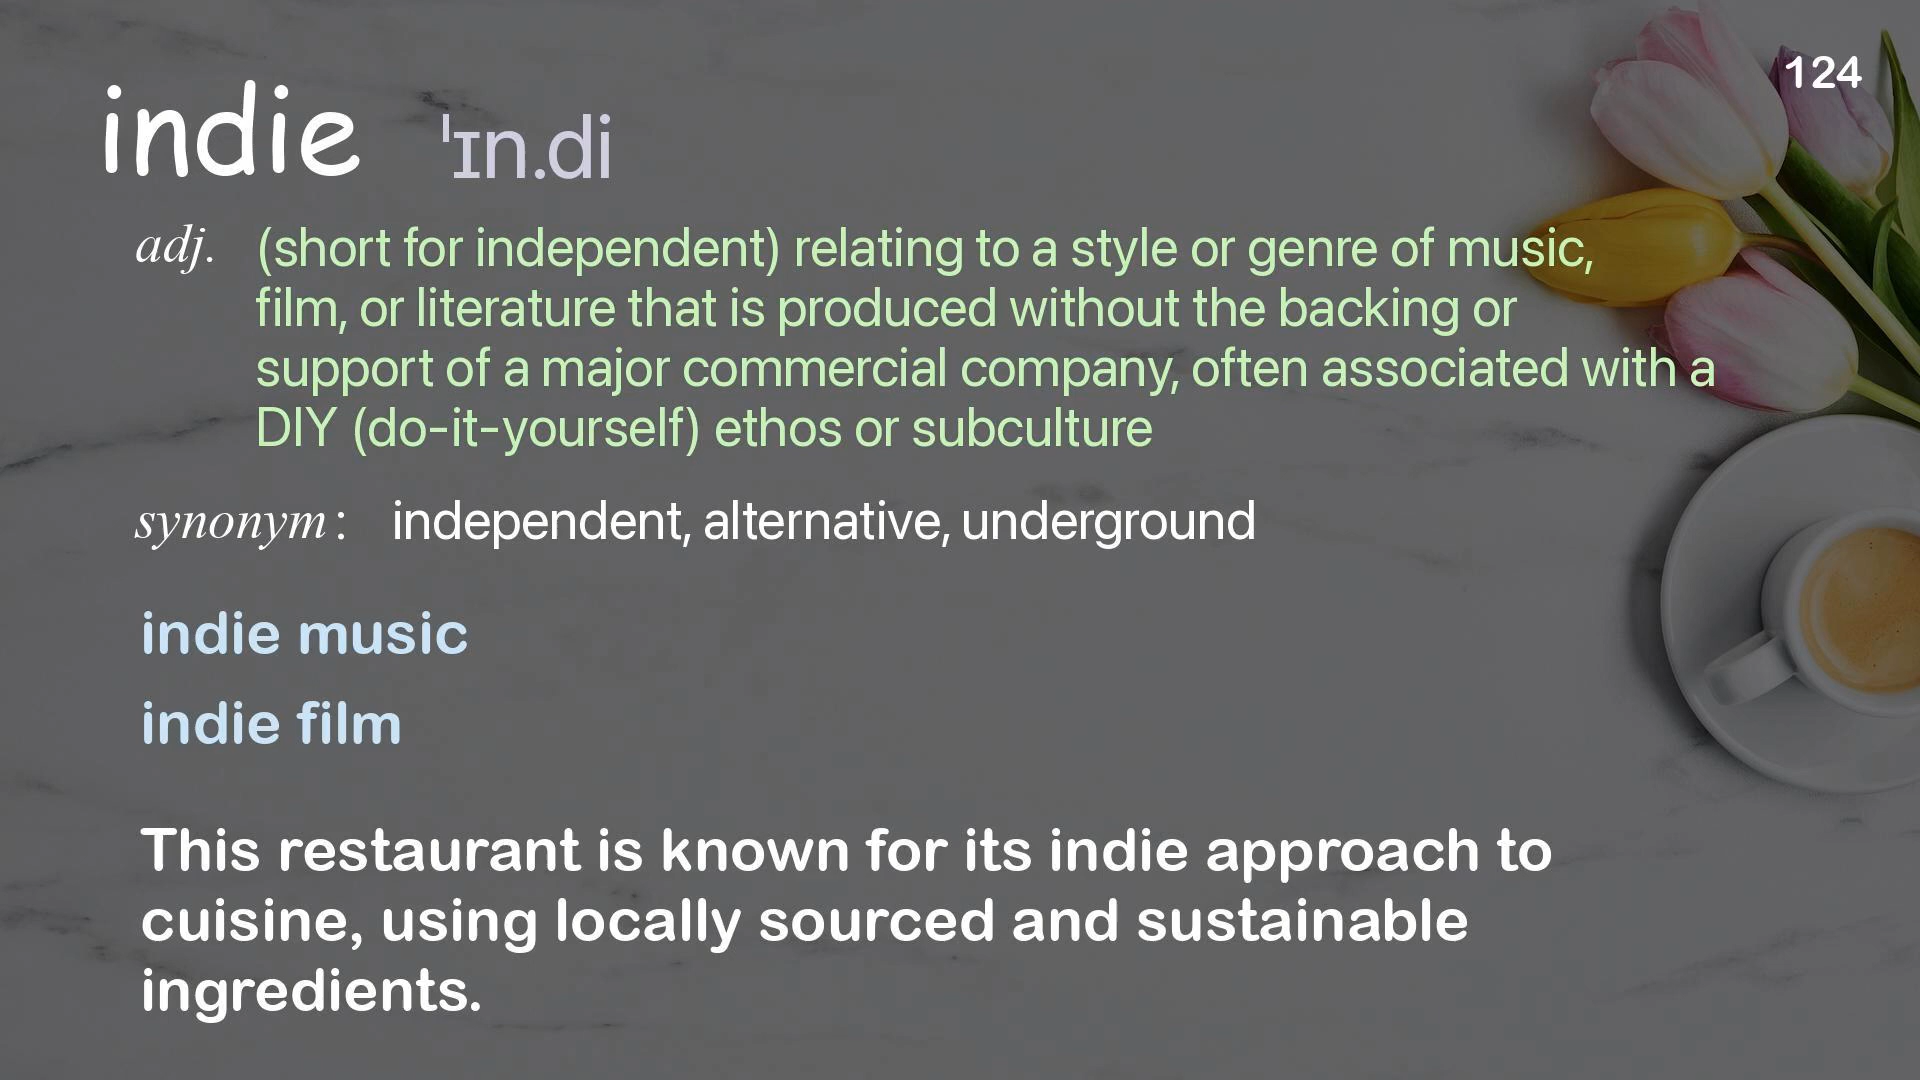 124
indie ˈɪn.di
adj. (short for independent) relating to a style or genre of music,
film, or literature that is produced without the backing or
support of a major commercial company, often associated with a
DIY (do-it-yourself) ethos or subculture
synonym : independent, alternative, underground
indie music
indie film
This restaurant is known for its indie approach to
cuisine, using locally sourced and sustainable
ingredients.